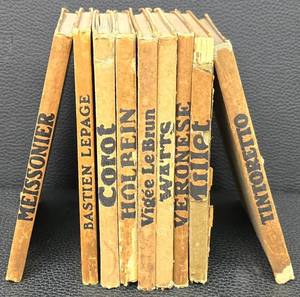 MEISSONIER
BASTIEN LEPAGE
Corot
HOLBEIN
Vigée Le Brun
WATTS
VERONESE
Millet
TINTORETTO